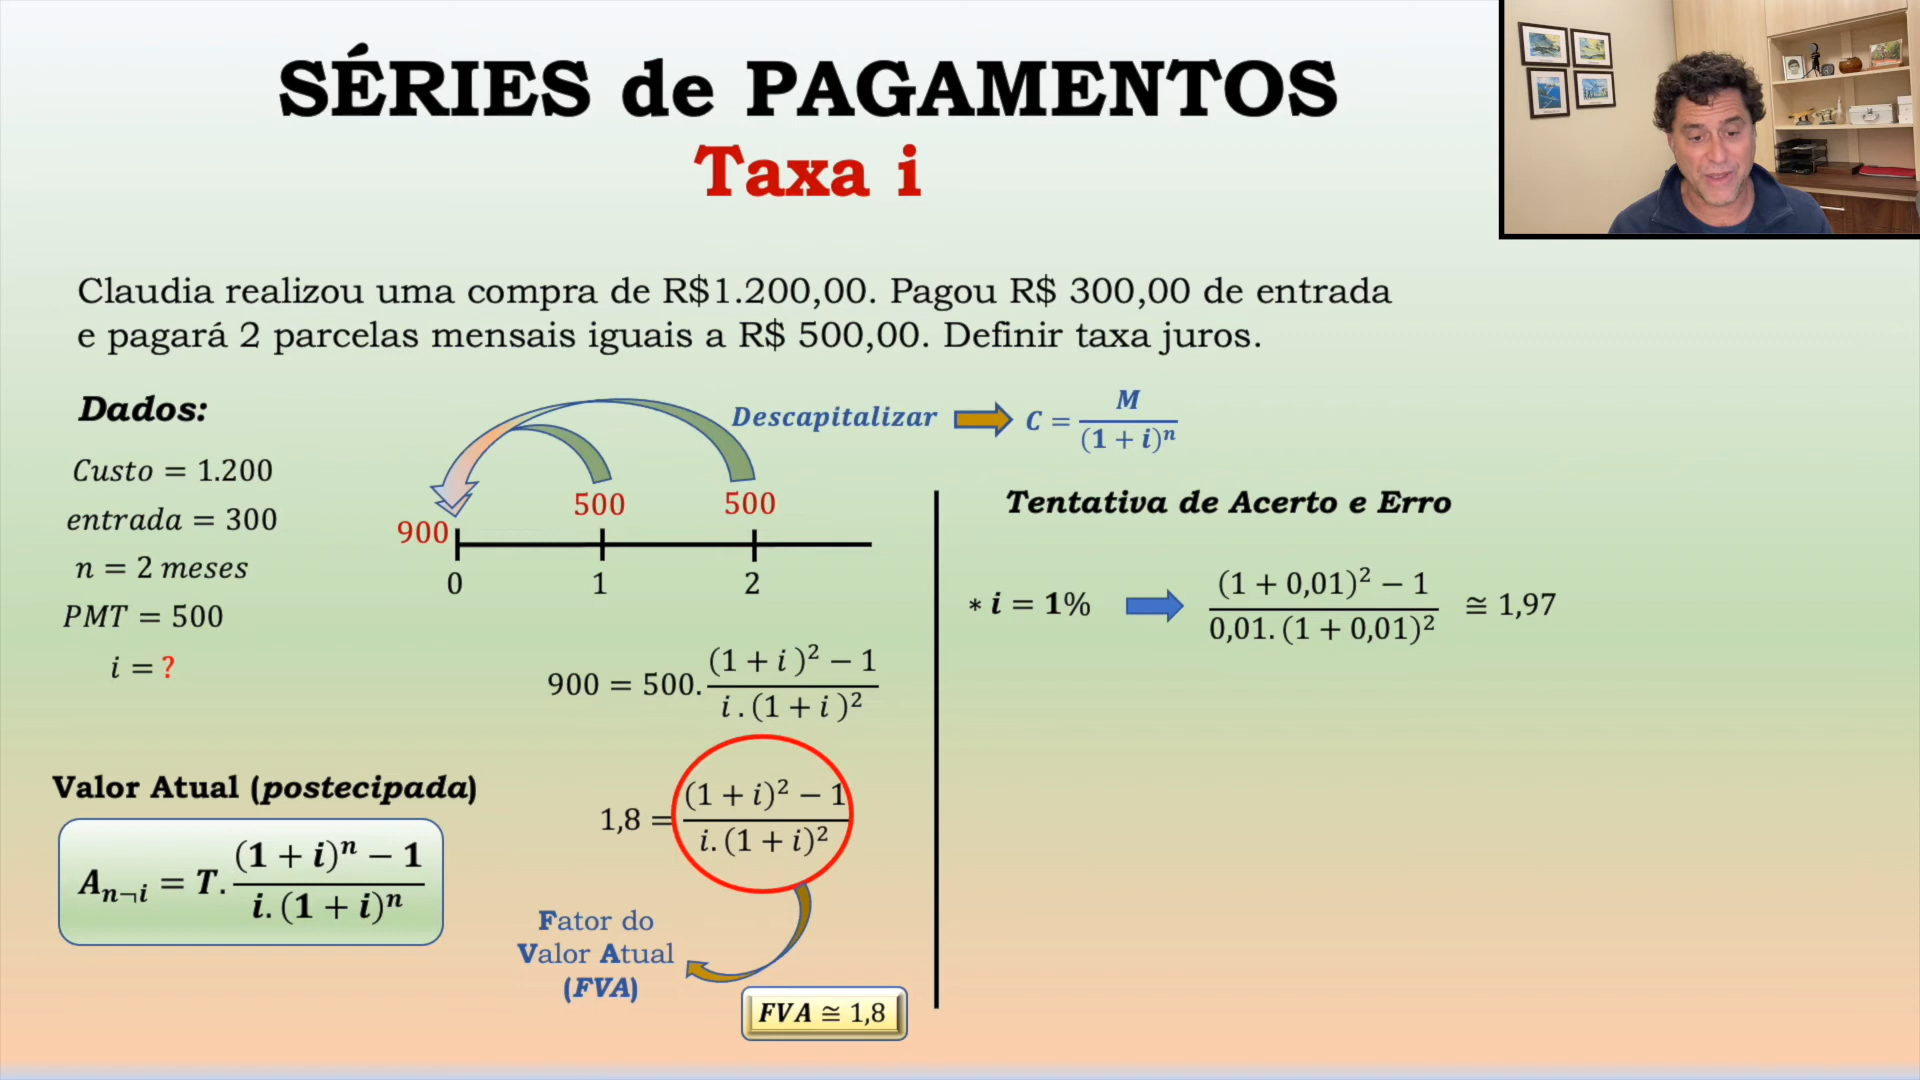 SÉRIES de PAGAMENTOS
Taxa i
Claudia realizou uma compra de R$1.200,00. Pagou R$ 300,00 de entrada
e pagará 2 parcelas mensais iguais a R$ 500,00. Definir taxa juros.
Dados:
Custo = 1.200
entrada = 300
n = 2 meses
PMT = 500
i = ?
Descapitalizar C = M / (1 + i)ⁿ
900 500 500
0 1 2
900 = 500. (1 + i )² − 1 / i . (1 + i )²
1,8 = (1 + i)² − 1 / i. (1 + i)²
Valor Atual (postecipada)
Aₙ¬ᵢ = T. (1 + i)ⁿ − 1 / i. (1 + i)ⁿ
Fator do
Valor Atual
(FVA)
FVA ≅ 1,8
Tentativa de Acerto e Erro
* i = 1% (1 + 0,01)² − 1 / 0,01. (1 + 0,01)² ≅ 1,97